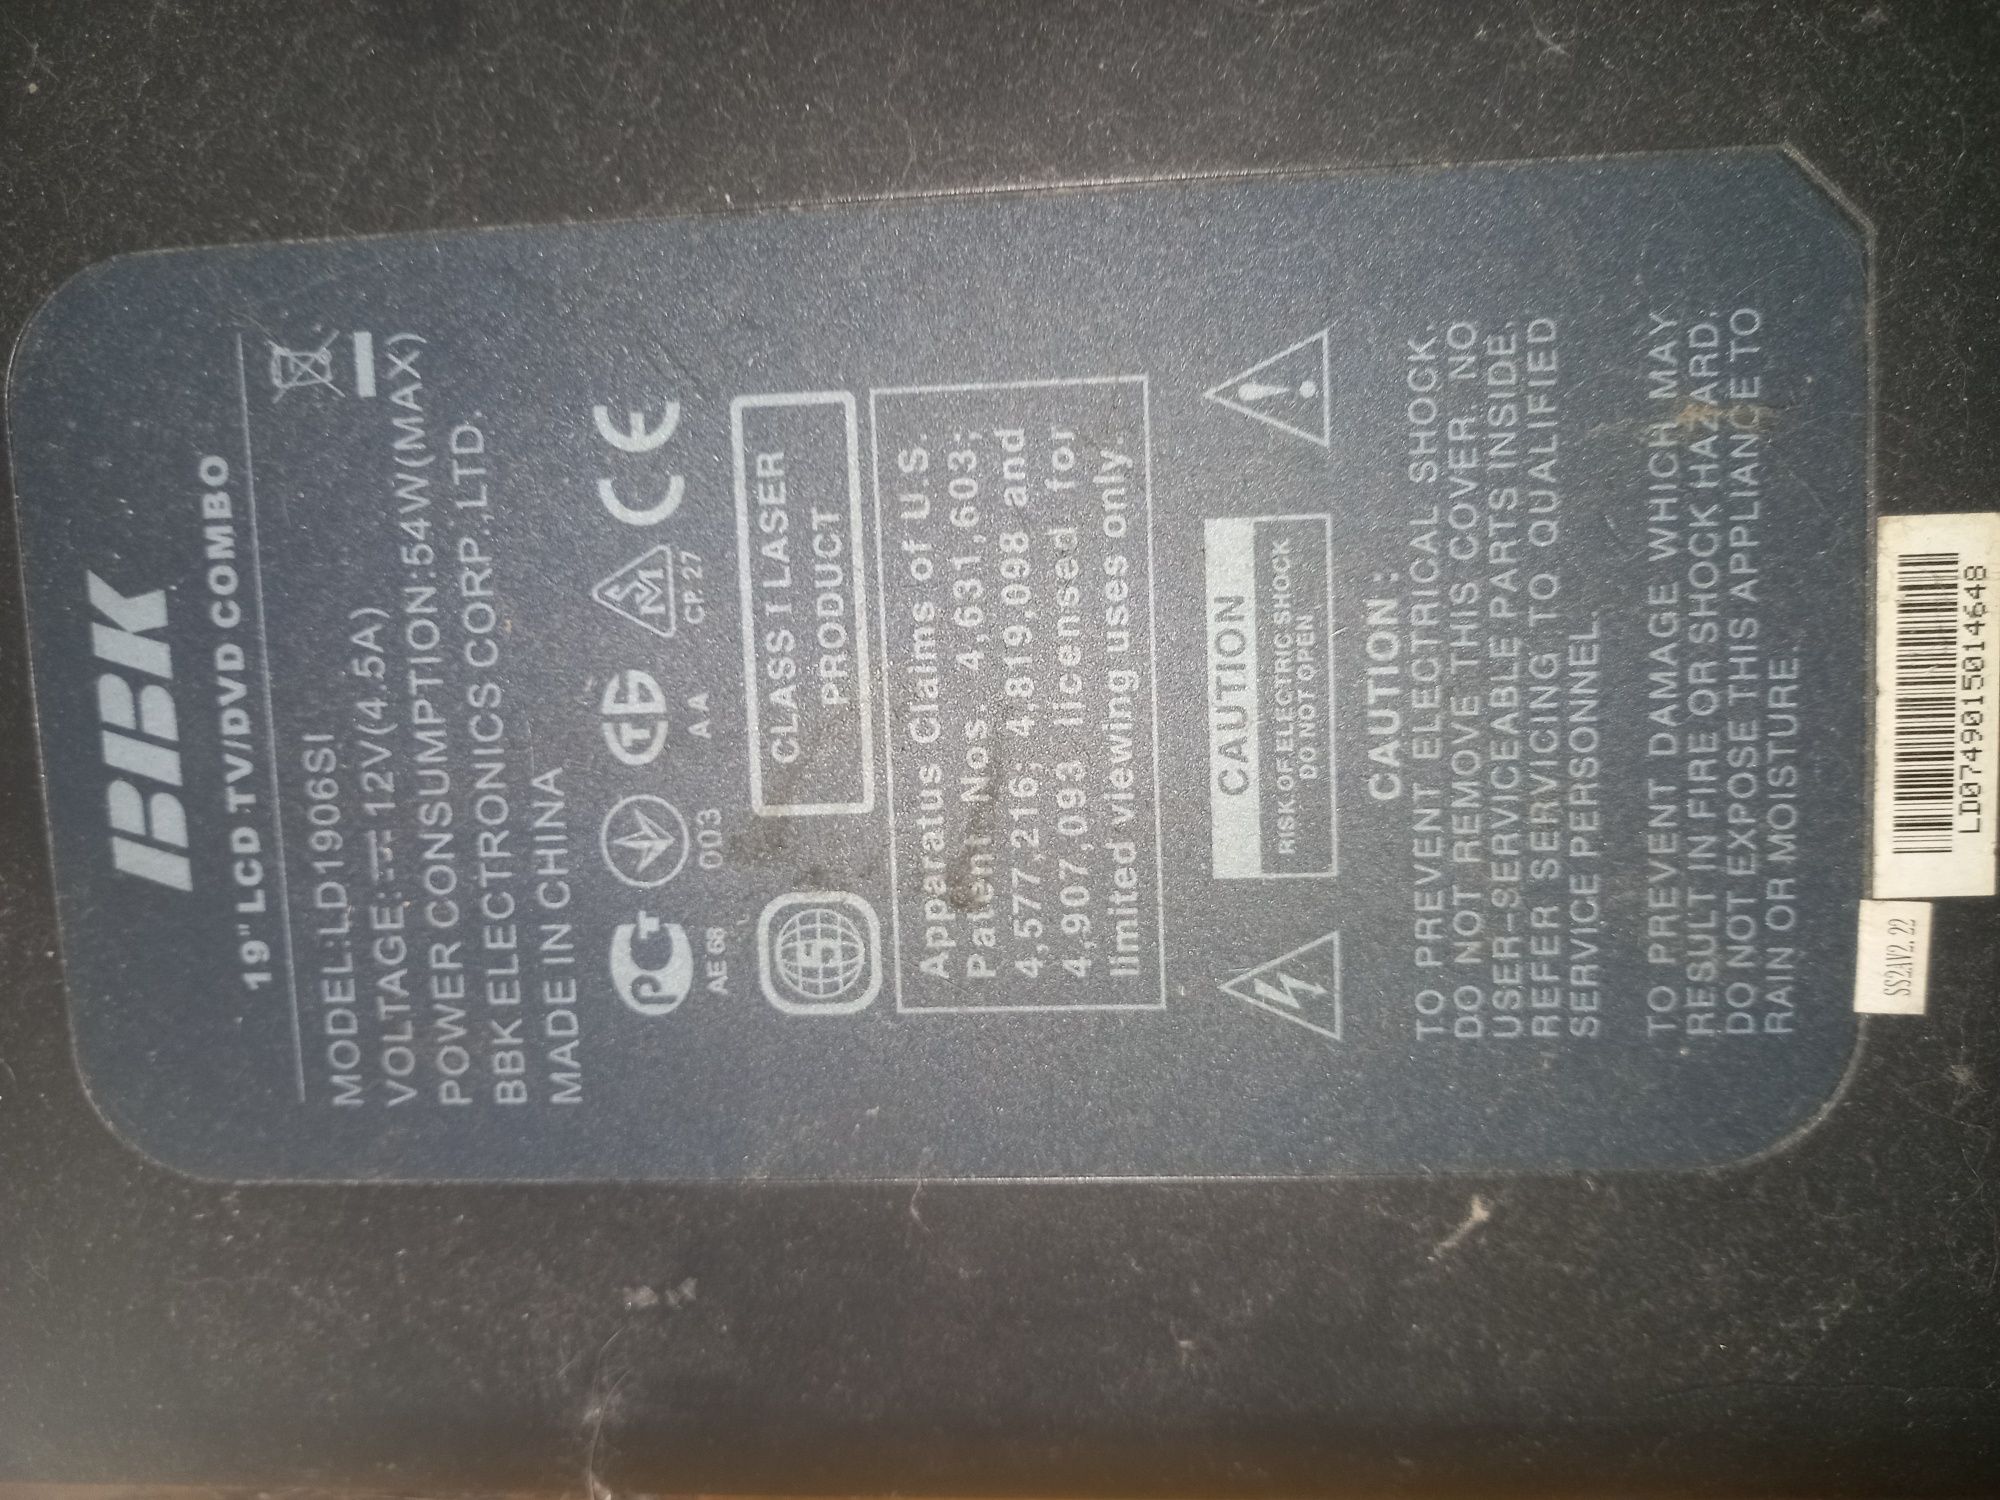 BBK
19" LCD TV/DVD COMBO
MODEL:LD1906SI
VOLTAGE:⎓12V(4.5A)
POWER CONSUMPTION:54W(MAX)
BBK ELECTRONICS CORP.,LTD.
MADE IN CHINA
PG AE 68
003
AA
CP 27
CE
5
CLASS I LASER
PRODUCT
Apparatus Claims of U.S.
Patent Nos. 4,631,603;
4,577,216; 4,819,098 and
4,907,093 licensed for
limited viewing uses only.
CAUTION
RISK OF ELECTRIC SHOCK
DO NOT OPEN
CAUTION:
TO PREVENT ELECTRICAL SHOCK,
DO NOT REMOVE THIS COVER. NO
USER-SERVICEABLE PARTS INSIDE.
REFER SERVICING TO QUALIFIED
SERVICE PERSONNEL.
TO PREVENT DAMAGE WHICH MAY
RESULT IN FIRE OR SHOCK HAZARD.
DO NOT EXPOSE THIS APPLIANCE TO
RAIN OR MOISTURE.
SS2AV2.22
LD0749015014648